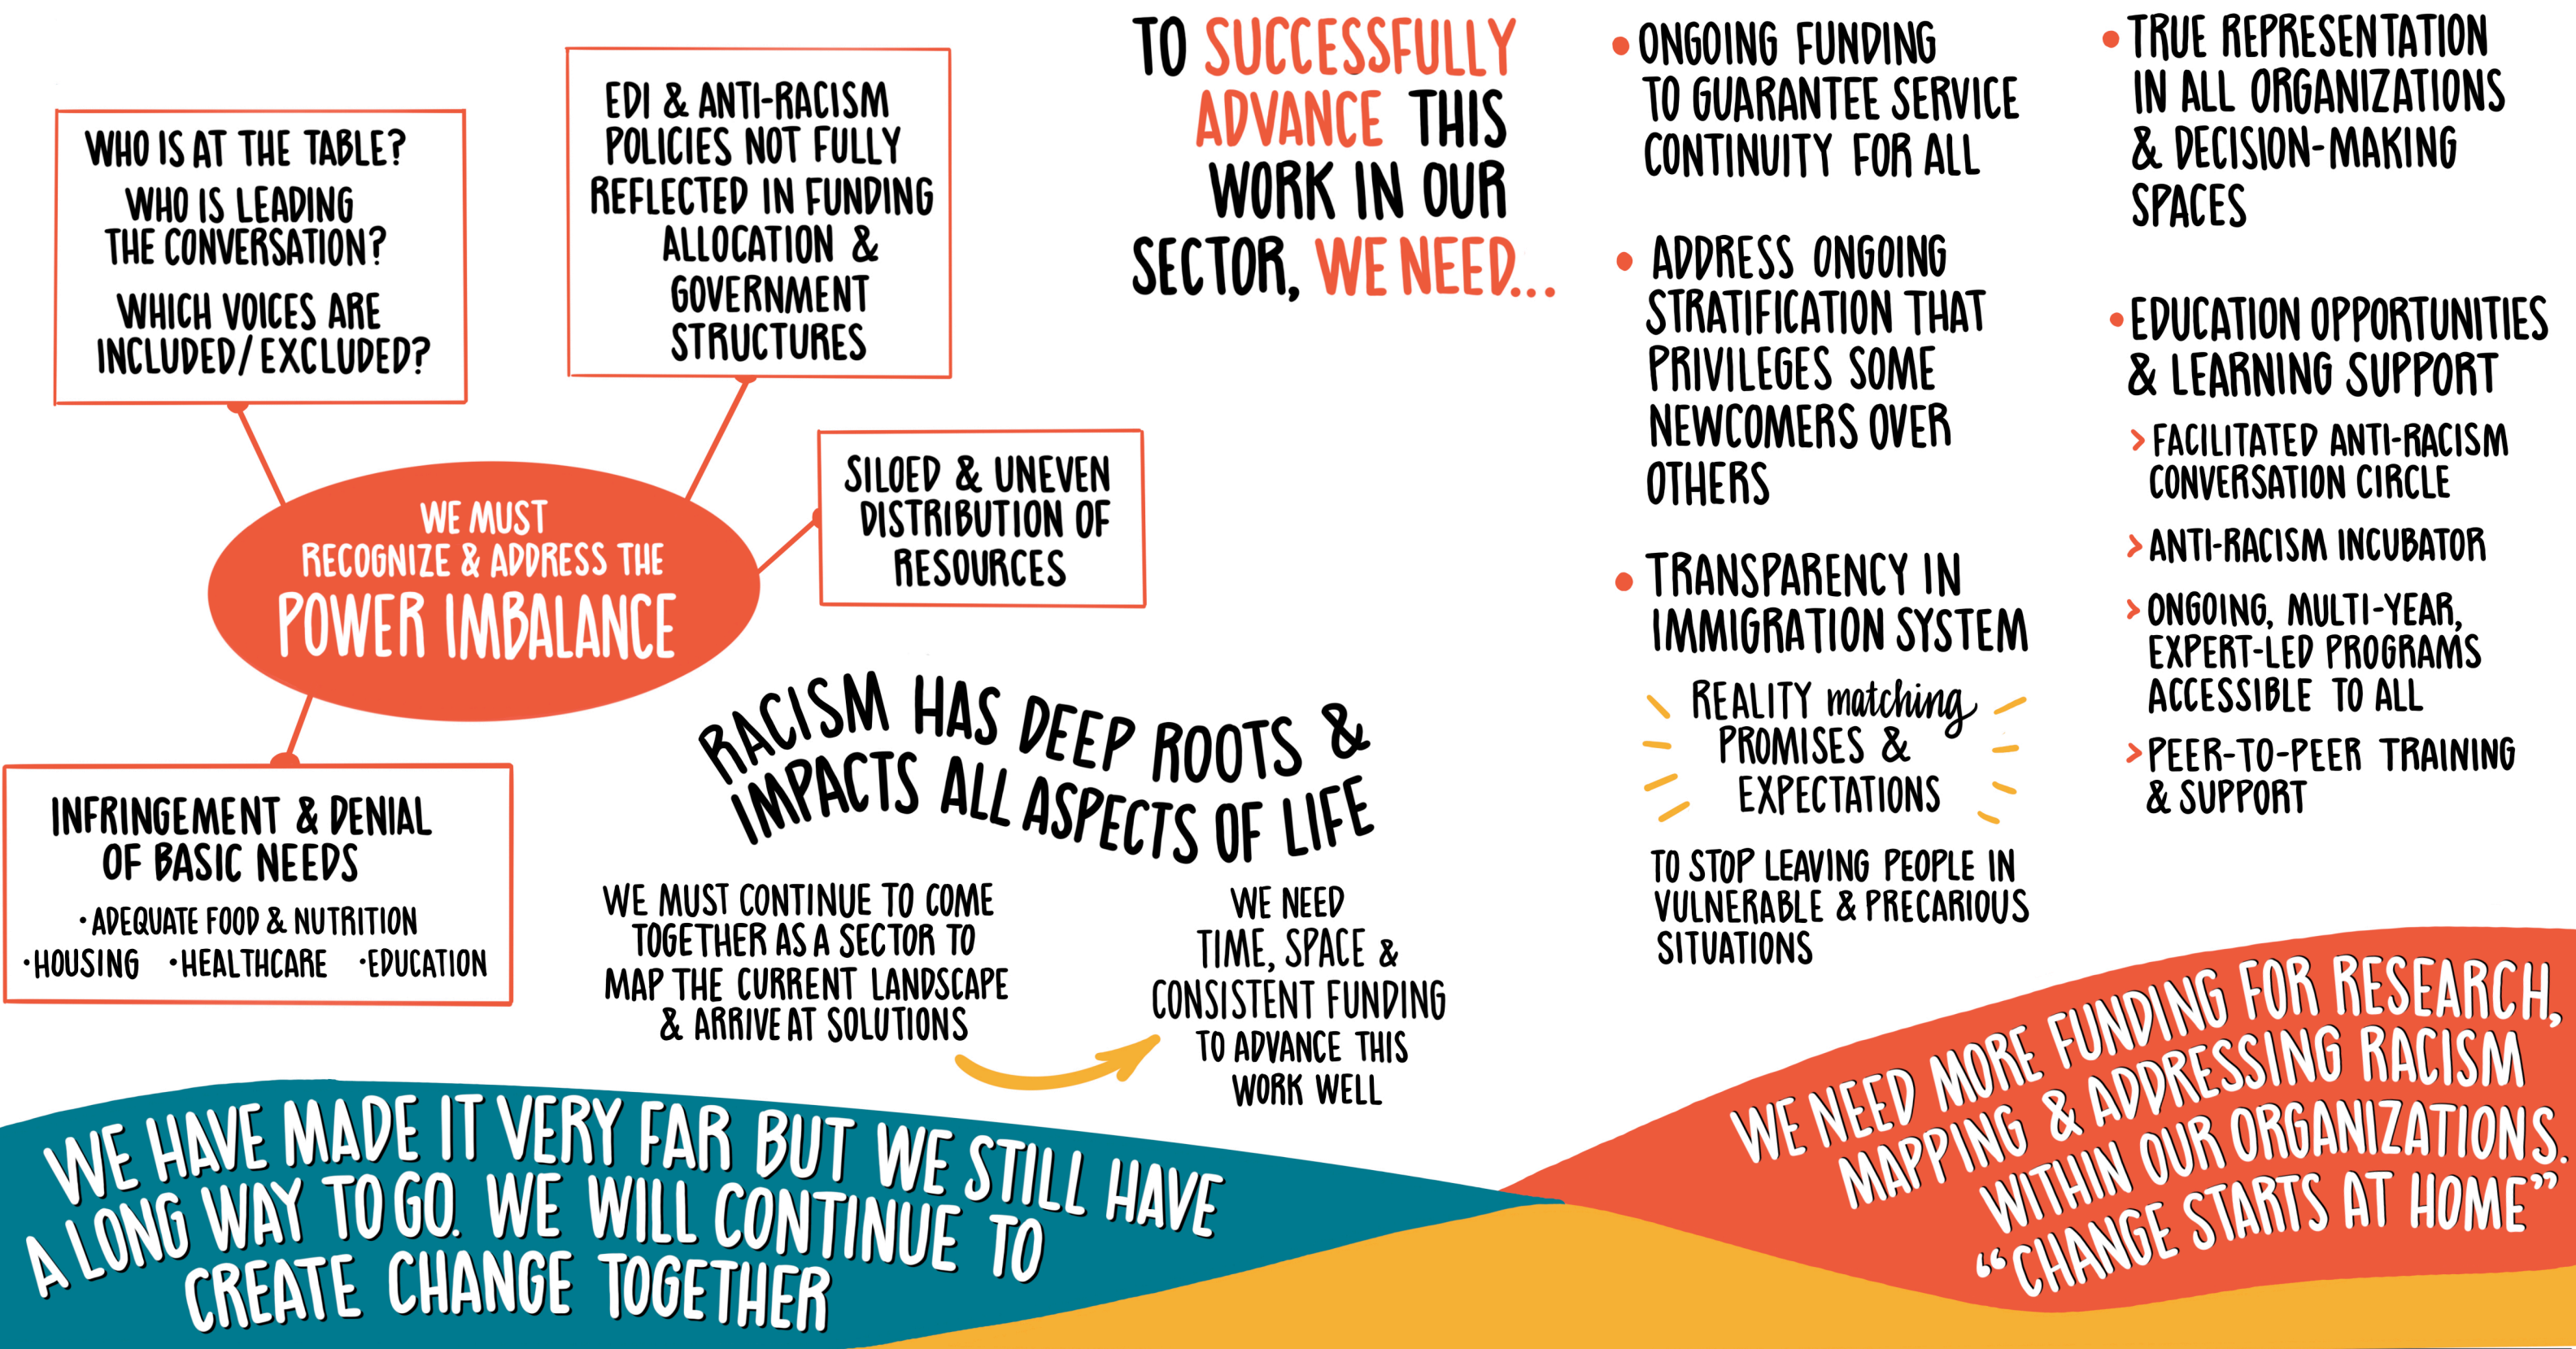 WHO IS AT THE TABLE?
WHO IS LEADING
THE CONVERSATION?
WHICH VOICES ARE
INCLUDED/EXCLUDED?
EDI & ANTI-RACISM
POLICIES NOT FULLY
REFLECTED IN FUNDING
ALLOCATION &
GOVERNMENT
STRUCTURES
SILOED & UNEVEN
DISTRIBUTION OF
RESOURCES
WE MUST
RECOGNIZE & ADDRESS THE
POWER IMBALANCE
INFRINGEMENT & DENIAL
OF BASIC NEEDS
•ADEQUATE FOOD & NUTRITION
•HOUSING •HEALTHCARE •EDUCATION
RACISM HAS DEEP ROOTS &
IMPACTS ALL ASPECTS OF LIFE
WE MUST CONTINUE TO COME
TOGETHER AS A SECTOR TO
MAP THE CURRENT LANDSCAPE
& ARRIVE AT SOLUTIONS
WE NEED
TIME, SPACE &
CONSISTENT FUNDING
TO ADVANCE THIS
WORK WELL
TO SUCCESSFULLY
ADVANCE THIS
WORK IN OUR
SECTOR, WE NEED...
• ONGOING FUNDING
TO GUARANTEE SERVICE
CONTINUITY FOR ALL
• ADDRESS ONGOING
STRATIFICATION THAT
PRIVILEGES SOME
NEWCOMERS OVER
OTHERS
• TRANSPARENCY IN
IMMIGRATION SYSTEM
REALITY matching
PROMISES &
EXPECTATIONS
TO STOP LEAVING PEOPLE IN
VULNERABLE & PRECARIOUS
SITUATIONS
• TRUE REPRESENTATION
IN ALL ORGANIZATIONS
& DECISION-MAKING
SPACES
• EDUCATION OPPORTUNITIES
& LEARNING SUPPORT
> FACILITATED ANTI-RACISM
CONVERSATION CIRCLE
> ANTI-RACISM INCUBATOR
> ONGOING, MULTI-YEAR,
EXPERT-LED PROGRAMS
ACCESSIBLE TO ALL
> PEER-TO-PEER TRAINING
& SUPPORT
WE HAVE MADE IT VERY FAR BUT WE STILL HAVE
A LONG WAY TO GO. WE WILL CONTINUE TO
CREATE CHANGE TOGETHER
WE NEED MORE FUNDING FOR RESEARCH,
MAPPING & ADDRESSING RACISM
WITHIN OUR ORGANIZATIONS.
“CHANGE STARTS AT HOME”